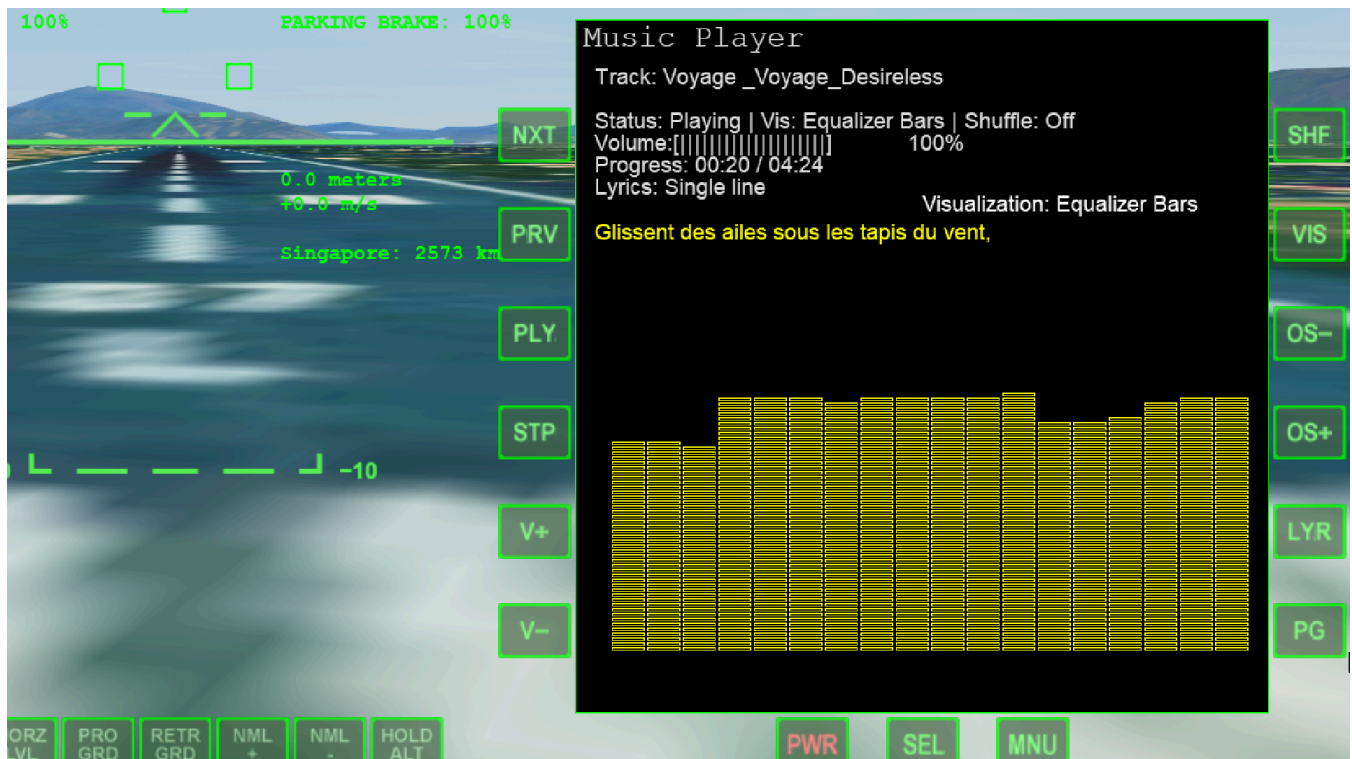 100%
PARKING BRAKE: 100%
0.0 meters
+0.0 m/s
Singapore: 2573 km
-10
Music Player
Track: Voyage _Voyage_Desireless
Status: Playing | Vis: Equalizer Bars | Shuffle: Off
Volume:[|||||||||||||||||||||] 100%
Progress: 00:20 / 04:24
Lyrics: Single line
Visualization: Equalizer Bars
Glissent des ailes sous les tapis du vent,
NXT
PRV
PLY
STP
V+
V-
SHF
VIS
OS-
OS+
LYR
PG
PRO
GRD
RETR
GRD
NML
+
NML
-
HOLD
ALT
PWR
SEL
MNU